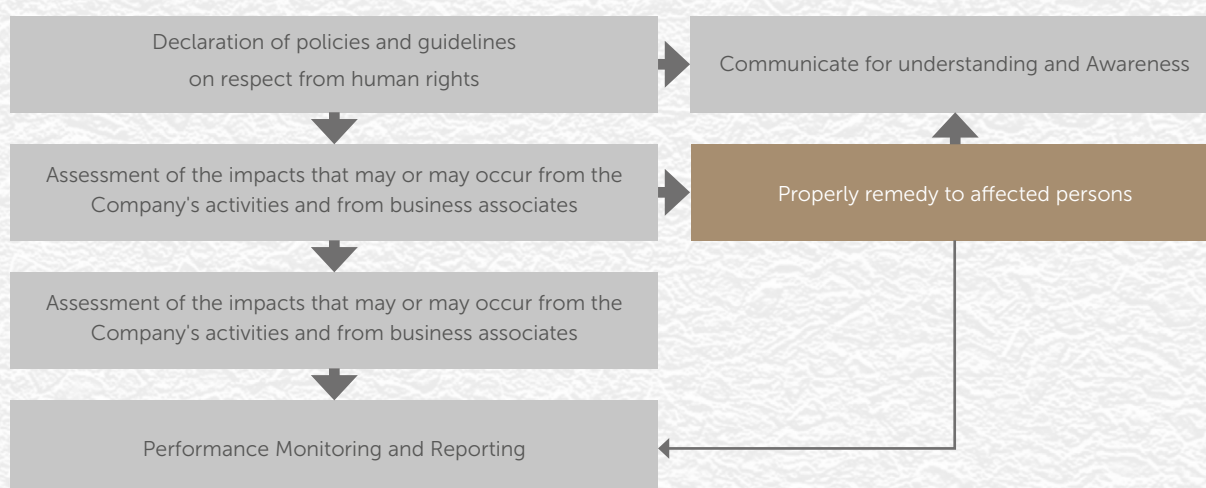 Declaration of policies and guidelines
on respect from human rights
Communicate for understanding and Awareness
Assessment of the impacts that may or may occur from the
Company's activities and from business associates
Properly remedy to affected persons
Assessment of the impacts that may or may occur from the
Company's activities and from business associates
Performance Monitoring and Reporting